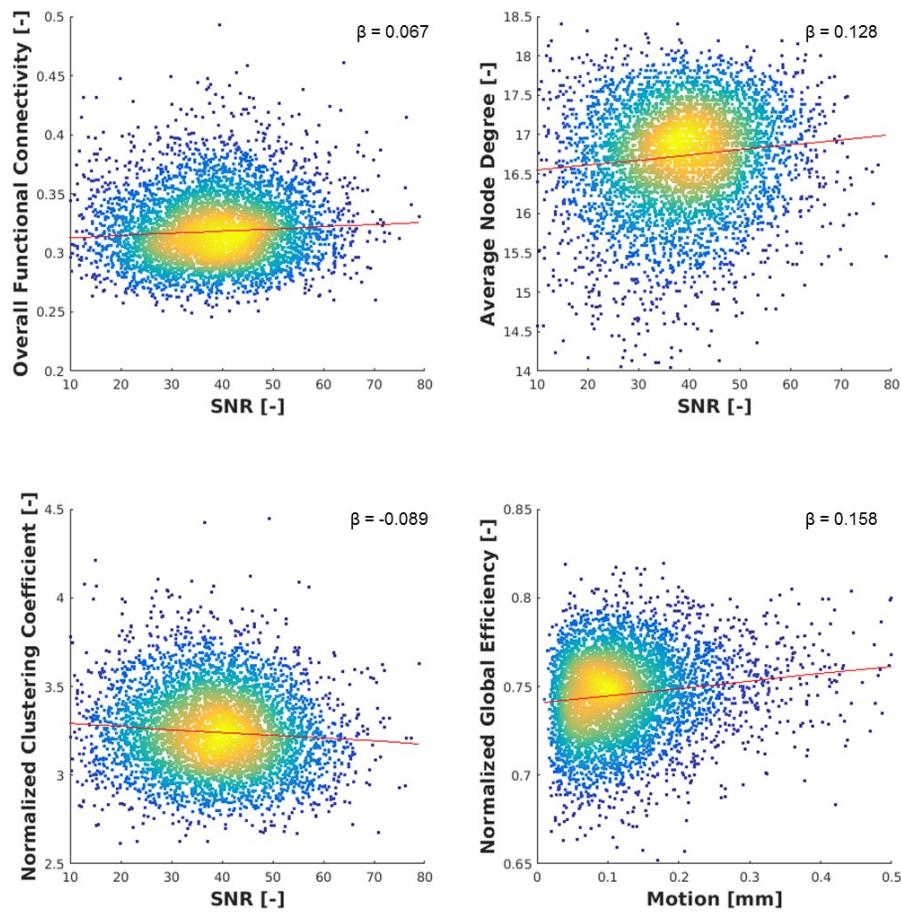 β = 0.067
Overall Functional Connectivity [-]
0.5
0.45
0.4
0.35
0.3
0.25
0.2
10 20 30 40 50 60 70 80
SNR [-]
β = 0.128
Average Node Degree [-]
18.5
18
17.5
17
16.5
16
15.5
15
14.5
14
10 20 30 40 50 60 70 80
SNR [-]
β = -0.089
Normalized Clustering Coefficient [-]
4.5
4
3.5
3
2.5
10 20 30 40 50 60 70 80
SNR [-]
β = 0.158
Normalized Global Efficiency [-]
0.85
0.8
0.75
0.7
0.65
0 0.1 0.2 0.3 0.4 0.5
Motion [mm]